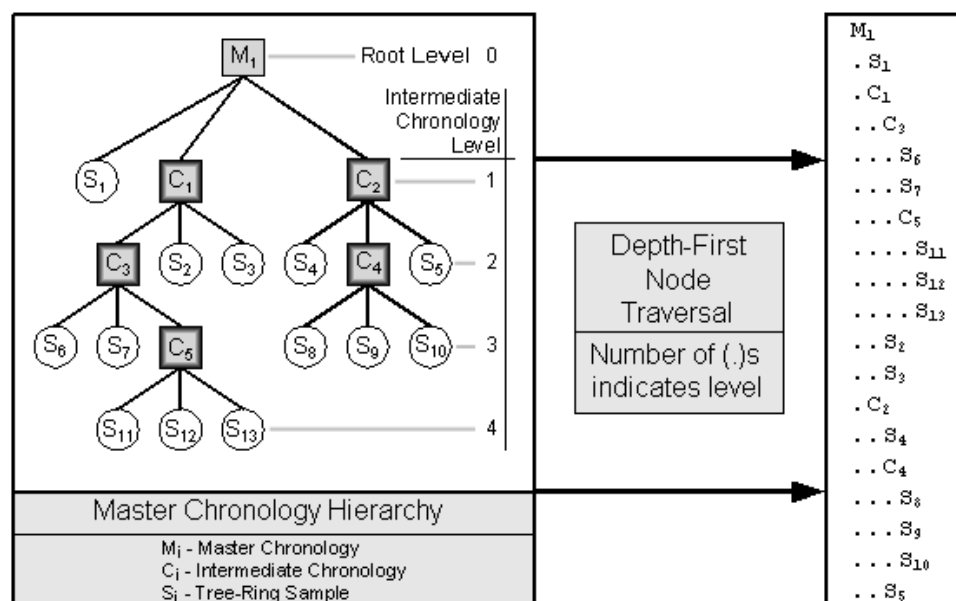 M₁
Root Level 0
Intermediate
Chronology
Level
S₁
C₁
C₂
1
C₃
S₂
S₃
S₄
C₄
S₅
2
S₆
S₇
C₅
S₈
S₉
S₁₀
3
S₁₁
S₁₂
S₁₃
4
Master Chronology Hierarchy
Mᵢ - Master Chronology
Cᵢ - Intermediate Chronology
Sᵢ - Tree-Ring Sample
Depth-First
Node
Traversal
Number of (.)s
indicates level
M₁
. S₁
. C₁
. . C₃
. . . S₆
. . . S₇
. . . C₅
. . . . S₁₁
. . . . S₁₂
. . . . S₁₃
. . S₂
. . S₃
. C₂
. . S₄
. . C₄
. . . S₈
. . . S₉
. . . S₁₀
. . S₅